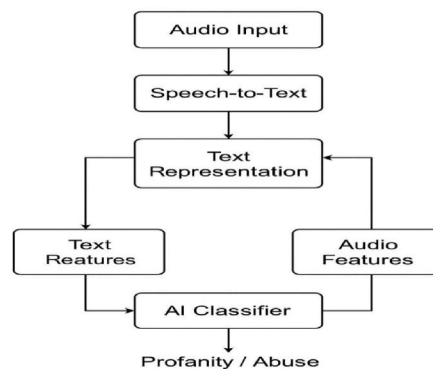 Audio Input
Speech-to-Text
Text
Representation
Text
Reatures
Audio
Features
AI Classifier
Profanity / Abuse